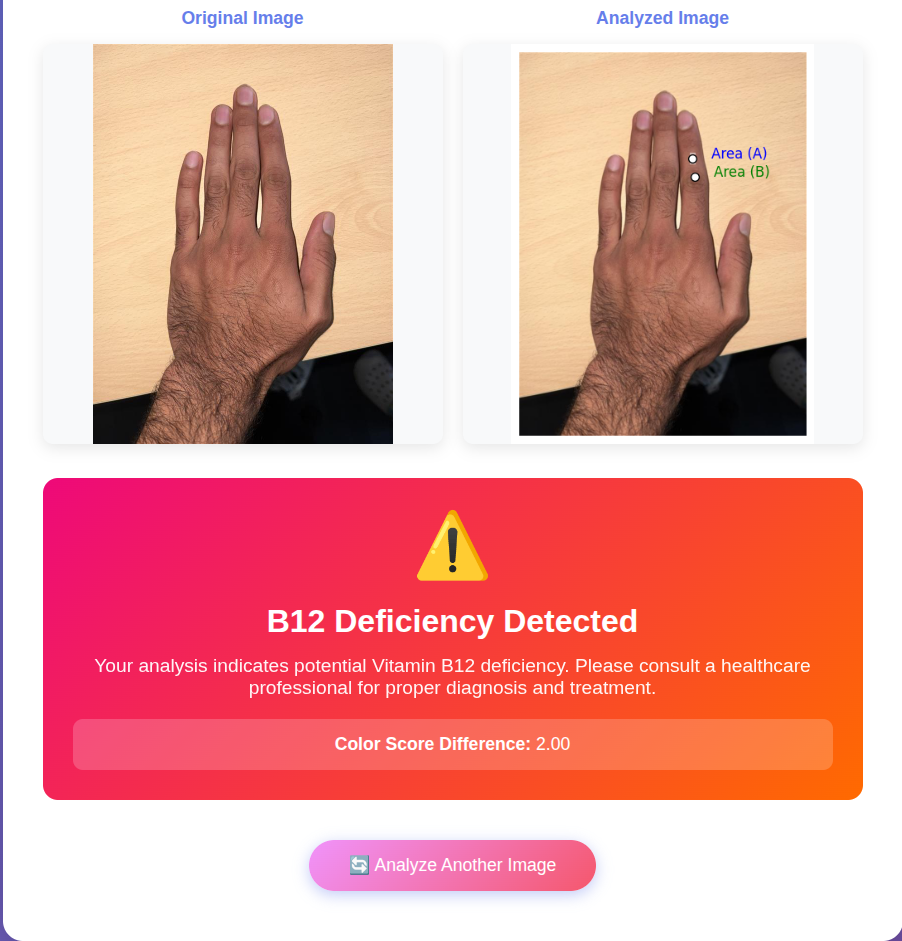 Original Image
Analyzed Image
Area (A)
Area (B)
B12 Deficiency Detected
Your analysis indicates potential Vitamin B12 deficiency. Please consult a healthcare
professional for proper diagnosis and treatment.
Color Score Difference: 2.00
🔄 Analyze Another Image